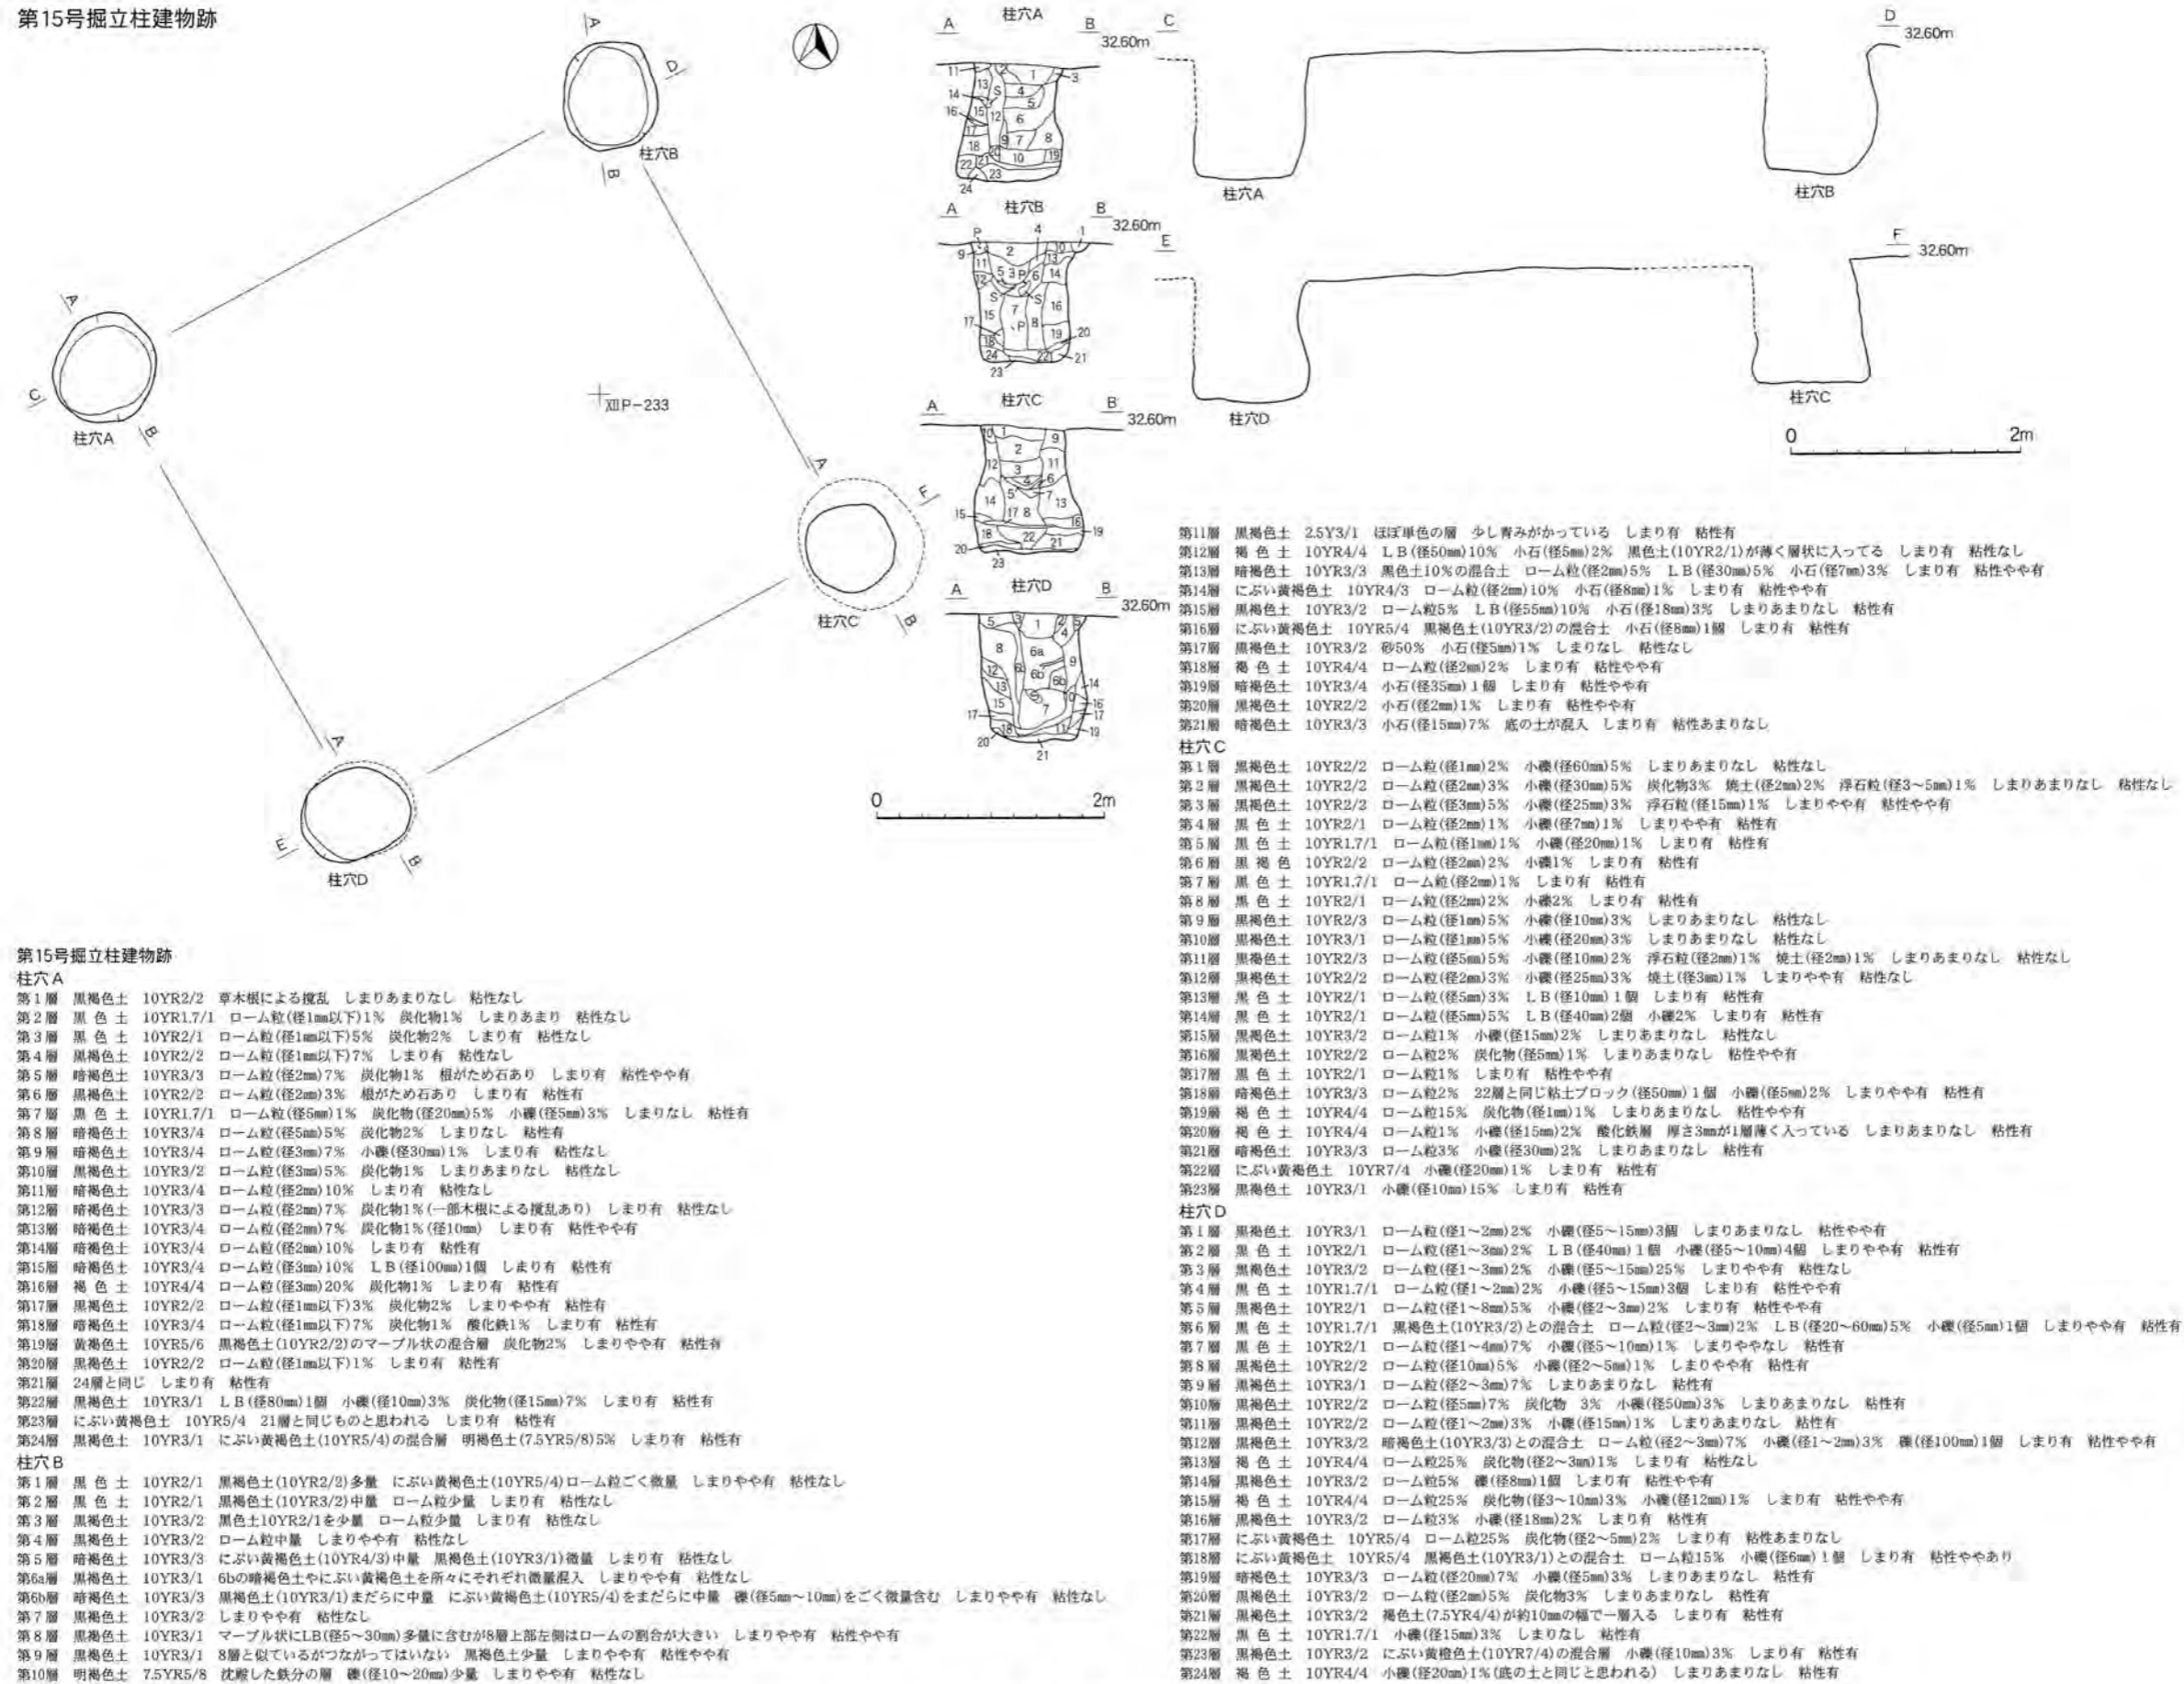 第15号掘立柱建物跡
A
B
柱穴B
D
A
B
C
柱穴A
ⅫP-233
A
B
F
柱穴C
A
B
E
柱穴D
0 2m
柱穴A
A B
32.60m
11 2 1 3
13 S 4
14 5
16 15 12 6
17
18 9 7 8
20
22 21 10 19
23
24
柱穴B
A B
32.60m
P 4 1
9 2 10
11 13
12 5 3 P 6 14
S S
15 7 16
17 P 8 19 20
18
24 22 21
23
柱穴C
A B
32.60m
10 1 9
2
12 3 11
4 6
5 7
14 13
15 17 8 16
18 22 21 19
20
23
柱穴D
A B
32.60m
5 3 1 2 5
4
8 6a
9
12 6b
13 6b 14
S
15 7 10 16
17 17
18 11 19
20
21
C D
32.60m
柱穴A 柱穴B
E F
32.60m
柱穴D 柱穴C
0 2m
第15号掘立柱建物跡
柱穴A
第1層 黒褐色土 10YR2/2 草木根による撹乱 しまりあまりなし 粘性なし
第2層 黒色土 10YR1.7/1 ローム粒(径1㎜以下)1% 炭化物1% しまりあまり 粘性なし
第3層 黒色土 10YR2/1 ローム粒(径1㎜以下)5% 炭化物2% しまり有 粘性なし
第4層 黒褐色土 10YR2/2 ローム粒(径1㎜以下)7% しまり有 粘性なし
第5層 暗褐色土 10YR3/3 ローム粒(径2㎜)7% 炭化物1% 根がため石あり しまり有 粘性やや有
第6層 黒褐色土 10YR2/2 ローム粒(径2㎜)3% 根がため石あり しまり有 粘性有
第7層 黒色土 10YR1.7/1 ローム粒(径5㎜)1% 炭化物(径20㎜)5% 小礫(径5㎜)3% しまりなし 粘性有
第8層 暗褐色土 10YR3/4 ローム粒(径5㎜)5% 炭化物2% しまりなし 粘性有
第9層 暗褐色土 10YR3/4 ローム粒(径3㎜)7% 小礫(径30㎜)1% しまり有 粘性なし
第10層 黒褐色土 10YR3/2 ローム粒(径3㎜)5% 炭化物1% しまりあまりなし 粘性なし
第11層 暗褐色土 10YR3/4 ローム粒(径2㎜)10% しまり有 粘性なし
第12層 暗褐色土 10YR3/3 ローム粒(径2㎜)7% 炭化物1%(一部木根による撹乱あり) しまり有 粘性なし
第13層 暗褐色土 10YR3/4 ローム粒(径2㎜)7% 炭化物1%(径10㎜) しまり有 粘性やや有
第14層 暗褐色土 10YR3/4 ローム粒(径2㎜)10% しまり有 粘性有
第15層 暗褐色土 10YR3/4 ローム粒(径3㎜)10% LB(径100㎜)1個 しまり有 粘性有
第16層 褐色土 10YR4/4 ローム粒(径3㎜)20% 炭化物1% しまり有 粘性有
第17層 黒褐色土 10YR2/2 ローム粒(径1㎜以下)3% 炭化物2% しまりやや有 粘性有
第18層 暗褐色土 10YR3/4 ローム粒(径1㎜以下)7% 炭化物1% 酸化鉄1% しまり有 粘性有
第19層 黄褐色土 10YR5/6 黒褐色土(10YR2/2)のマーブル状の混合層 炭化物2% しまりやや有 粘性有
第20層 黒褐色土 10YR2/2 ローム粒(径1㎜以下)1% しまり有 粘性有
第21層 24層と同じ しまり有 粘性有
第22層 黒褐色土 10YR3/1 LB(径80㎜)1個 小礫(径10㎜)3% 炭化物(径15㎜)7% しまり有 粘性有
第23層 にぶい黄褐色土 10YR5/4 21層と同じものと思われる しまり有 粘性有
第24層 黒褐色土 10YR3/1 にぶい黄褐色土(10YR5/4)の混合層 明褐色土(7.5YR5/8)5% しまり有 粘性有
柱穴B
第1層 黒色土 10YR2/1 黒褐色土(10YR2/2)多量 にぶい黄褐色土(10YR5/4)ローム粒ごく微量 しまりやや有 粘性なし
第2層 黒色土 10YR2/1 黒褐色土(10YR3/2)中量 ローム粒少量 しまり有 粘性なし
第3層 黒褐色土 10YR3/2 黒色土10YR2/1を少量 ローム粒少量 しまり有 粘性なし
第4層 黒褐色土 10YR3/2 ローム粒中量 しまりやや有 粘性なし
第5層 暗褐色土 10YR3/3 にぶい黄褐色土(10YR4/3)中量 黒褐色土(10YR3/1)微量 しまり有 粘性なし
第6a層 黒褐色土 10YR3/1 6bの暗褐色土やにぶい黄褐色土を所々にそれぞれ微量混入 しまりやや有 粘性なし
第6b層 暗褐色土 10YR3/3 黒褐色土(10YR3/1)まだらに中量 にぶい黄褐色土(10YR5/4)をまだらに中量 礫(径5㎜～10㎜)をごく微量含む しまりやや有 粘性なし
第7層 黒褐色土 10YR3/2 しまりやや有 粘性なし
第8層 黒褐色土 10YR3/1 マーブル状にLB(径5～30㎜)多量に含むが8層上部左側はロームの割合が大きい しまりやや有 粘性やや有
第9層 黒褐色土 10YR3/1 8層と似ているがつながってはいない 黒褐色土少量 しまりやや有 粘性やや有
第10層 明褐色土 7.5YR5/8 沈殿した鉄分の層 礫(径10～20㎜)少量 しまりやや有 粘性なし
第11層 黒褐色土 2.5Y3/1 ほぼ単色の層 少し青みがかっている しまり有 粘性有
第12層 褐色土 10YR4/4 LB(径50㎜)10% 小石(径5㎜)2% 黒色土(10YR2/1)が薄く層状に入ってる しまり有 粘性なし
第13層 暗褐色土 10YR3/3 黒色土10%の混合土 ローム粒(径2㎜)5% LB(径30㎜)5% 小石(径7㎜)3% しまり有 粘性やや有
第14層 にぶい黄褐色土 10YR4/3 ローム粒(径2㎜)10% 小石(径8㎜)1% しまり有 粘性やや有
第15層 黒褐色土 10YR3/2 ローム粒5% LB(径55㎜)10% 小石(径18㎜)3% しまりあまりなし 粘性有
第16層 にぶい黄褐色土 10YR5/4 黒褐色土(10YR3/2)の混合土 小石(径8㎜)1個 しまり有 粘性有
第17層 黒褐色土 10YR3/2 砂50% 小石(径5㎜)1% しまりなし 粘性なし
第18層 褐色土 10YR4/4 ローム粒(径2㎜)2% しまり有 粘性やや有
第19層 暗褐色土 10YR3/4 小石(径35㎜)1個 しまり有 粘性やや有
第20層 黒褐色土 10YR2/2 小石(径2㎜)1% しまり有 粘性やや有
第21層 暗褐色土 10YR3/3 小石(径15㎜)7% 底の土が混入 しまり有 粘性あまりなし
柱穴C
第1層 黒褐色土 10YR2/2 ローム粒(径1㎜)2% 小礫(径60㎜)5% しまりあまりなし 粘性なし
第2層 黒褐色土 10YR2/2 ローム粒(径2㎜)3% 小礫(径30㎜)5% 炭化物3% 焼土(径2㎜)2% 浮石粒(径3～5㎜)1% しまりあまりなし 粘性なし
第3層 黒褐色土 10YR2/2 ローム粒(径3㎜)5% 小礫(径25㎜)3% 浮石粒(径15㎜)1% しまりやや有 粘性やや有
第4層 黒色土 10YR2/1 ローム粒(径2㎜)1% 小礫(径7㎜)1% しまりやや有 粘性有
第5層 黒色土 10YR1.7/1 ローム粒(径1㎜)1% 小礫(径20㎜)1% しまり有 粘性有
第6層 黒褐色 10YR2/2 ローム粒(径2㎜)2% 小礫1% しまり有 粘性有
第7層 黒色土 10YR1.7/1 ローム粒(径2㎜)1% しまり有 粘性有
第8層 黒色土 10YR2/1 ローム粒(径2㎜)2% 小礫2% しまり有 粘性有
第9層 黒褐色土 10YR2/3 ローム粒(径1㎜)5% 小礫(径10㎜)3% しまりあまりなし 粘性なし
第10層 黒褐色土 10YR3/1 ローム粒(径1㎜)5% 小礫(径20㎜)3% しまりあまりなし 粘性なし
第11層 黒褐色土 10YR2/3 ローム粒(径5㎜)5% 小礫(径10㎜)2% 浮石粒(径2㎜)1% 焼土(径2㎜)1% しまりあまりなし 粘性なし
第12層 黒褐色土 10YR2/2 ローム粒(径2㎜)3% 小礫(径25㎜)3% 焼土(径3㎜)1% しまりやや有 粘性なし
第13層 黒色土 10YR2/1 ローム粒(径5㎜)3% LB(径10㎜)1個 しまり有 粘性有
第14層 黒色土 10YR2/1 ローム粒(径5㎜)5% LB(径40㎜)2個 小礫2% しまり有 粘性有
第15層 黒褐色土 10YR3/2 ローム粒1% 小礫(径15㎜)2% しまりあまりなし 粘性なし
第16層 黒褐色土 10YR2/2 ローム粒2% 炭化物(径5㎜)1% しまりあまりなし 粘性やや有
第17層 黒色土 10YR2/1 ローム粒1% しまり有 粘性やや有
第18層 暗褐色土 10YR3/3 ローム粒2% 22層と同じ粘土ブロック(径50㎜)1個 小礫(径5㎜)2% しまりやや有 粘性有
第19層 褐色土 10YR4/4 ローム粒15% 炭化物(径1㎜)1% しまりあまりなし 粘性やや有
第20層 褐色土 10YR4/4 ローム粒1% 小礫(径15㎜)2% 酸化鉄層 厚さ3㎜が1層薄く入っている しまりあまりなし 粘性有
第21層 暗褐色土 10YR3/3 ローム粒3% 小礫(径30㎜)2% しまりあまりなし 粘性有
第22層 にぶい黄褐色土 10YR7/4 小礫(径20㎜)1% しまり有 粘性有
第23層 黒褐色土 10YR3/1 小礫(径10㎜)15% しまり有 粘性有
柱穴D
第1層 黒褐色土 10YR3/1 ローム粒(径1～2㎜)2% 小礫(径5～15㎜)3個 しまりあまりなし 粘性やや有
第2層 黒色土 10YR2/1 ローム粒(径1～3㎜)2% LB(径40㎜)1個 小礫(径5～10㎜)4個 しまりやや有 粘性有
第3層 黒褐色土 10YR3/2 ローム粒(径1～3㎜)2% 小礫(径5～15㎜)25% しまりやや有 粘性なし
第4層 黒色土 10YR1.7/1 ローム粒(径1～2㎜)2% 小礫(径5～15㎜)3個 しまり有 粘性やや有
第5層 黒褐色土 10YR2/1 ローム粒(径1～8㎜)5% 小礫(径2～3㎜)2% しまり有 粘性やや有
第6層 黒色土 10YR1.7/1 黒褐色土(10YR3/2)との混合土 ローム粒(径2～3㎜)2% LB(径20～60㎜)5% 小礫(径5㎜)1個 しまりやや有 粘性有
第7層 黒色土 10YR2/1 ローム粒(径1～4㎜)7% 小礫(径5～10㎜)1% しまりややなし 粘性有
第8層 黒褐色土 10YR2/2 ローム粒(径10㎜)5% 小礫(径2～5㎜)1% しまりやや有 粘性有
第9層 黒褐色土 10YR3/1 ローム粒(径2～3㎜)7% しまりあまりなし 粘性有
第10層 黒褐色土 10YR2/2 ローム粒(径5㎜)7% 炭化物 3% 小礫(径50㎜)3% しまりあまりなし 粘性有
第11層 黒褐色土 10YR2/2 ローム粒(径1～2㎜)3% 小礫(径15㎜)1% しまりあまりなし 粘性有
第12層 黒褐色土 10YR3/2 暗褐色土(10YR3/3)との混合土 ローム粒(径2～3㎜)7% 小礫(径1～2㎜)3% 礫(径100㎜)1個 しまり有 粘性やや有
第13層 褐色土 10YR4/4 ローム粒25% 炭化物(径2～3㎜)1% しまり有 粘性なし
第14層 黒褐色土 10YR3/2 ローム粒5% 礫(径8㎜)1個 しまり有 粘性やや有
第15層 褐色土 10YR4/4 ローム粒25% 炭化物(径3～10㎜)3% 小礫(径12㎜)1% しまり有 粘性やや有
第16層 黒褐色土 10YR3/2 ローム粒3% 小礫(径18㎜)2% しまり有 粘性有
第17層 にぶい黄褐色土 10YR5/4 ローム粒25% 炭化物(径2～5㎜)2% しまり有 粘性あまりなし
第18層 にぶい黄褐色土 10YR5/4 黒褐色土(10YR3/1)との混合土 ローム粒15% 小礫(径6㎜)1個 しまり有 粘性ややあり
第19層 暗褐色土 10YR3/3 ローム粒(径20㎜)7% 小礫(径5㎜)3% しまりあまりなし 粘性有
第20層 黒褐色土 10YR3/2 ローム粒(径2㎜)5% 炭化物3% しまりあまりなし 粘性有
第21層 黒褐色土 10YR3/2 褐色土(7.5YR4/4)が約10㎜の幅で一層入る しまり有 粘性有
第22層 黒色土 10YR1.7/1 小礫(径15㎜)3% しまりなし 粘性有
第23層 黒褐色土 10YR3/2 にぶい黄橙色土(10YR7/4)の混合層 小礫(径10㎜)3% しまり有 粘性有
第24層 褐色土 10YR4/4 小礫(径20㎜)1%(底の土と同じと思われる) しまりあまりなし 粘性有